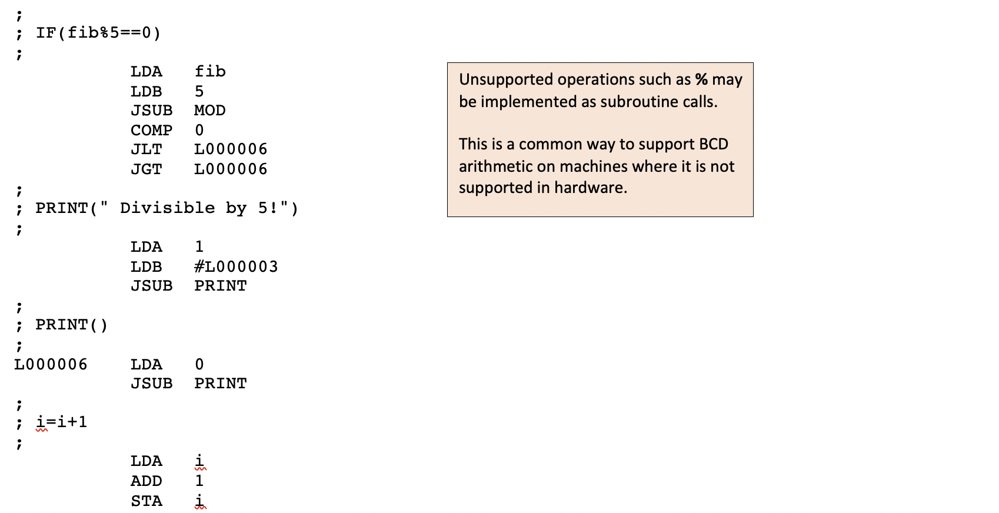 ;
; IF(fib%5==0)
;
LDA fib
LDB 5
JSUB MOD
COMP 0
JLT L000006
JGT L000006
;
; PRINT(" Divisible by 5!")
;
LDA 1
LDB #L000003
JSUB PRINT
;
; PRINT()
;
L000006 LDA 0
JSUB PRINT
;
; i=i+1
;
LDA i
ADD 1
STA i
Unsupported operations such as % may
be implemented as subroutine calls.
This is a common way to support BCD
arithmetic on machines where it is not
supported in hardware.